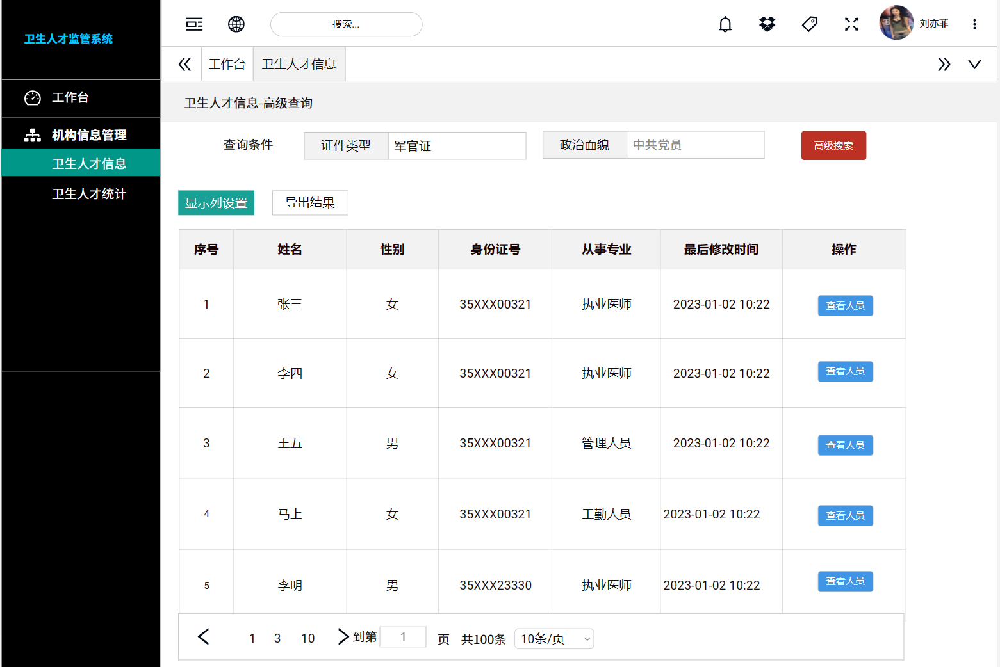 卫生人才监管系统
搜索...
刘亦菲
工作台
卫生人才信息
工作台
机构信息管理
卫生人才信息
卫生人才统计
卫生人才信息-高级查询
查询条件 证件类型 军官证 政治面貌 中共党员 高级搜索
显示列设置 导出结果
序号 姓名 性别 身份证号 从事专业 最后修改时间 操作
1 张三 女 35XXX00321 执业医师 2023-01-02 10:22 查看人员
2 李四 女 35XXX00321 执业医师 2023-01-02 10:22 查看人员
3 王五 男 35XXX00321 管理人员 2023-01-02 10:22 查看人员
4 马上 女 35XXX00321 工勤人员 2023-01-02 10:22 查看人员
5 李明 男 35XXX23330 执业医师 2023-01-02 10:22 查看人员
1 3 10 到第 1 页 共100条 10条/页